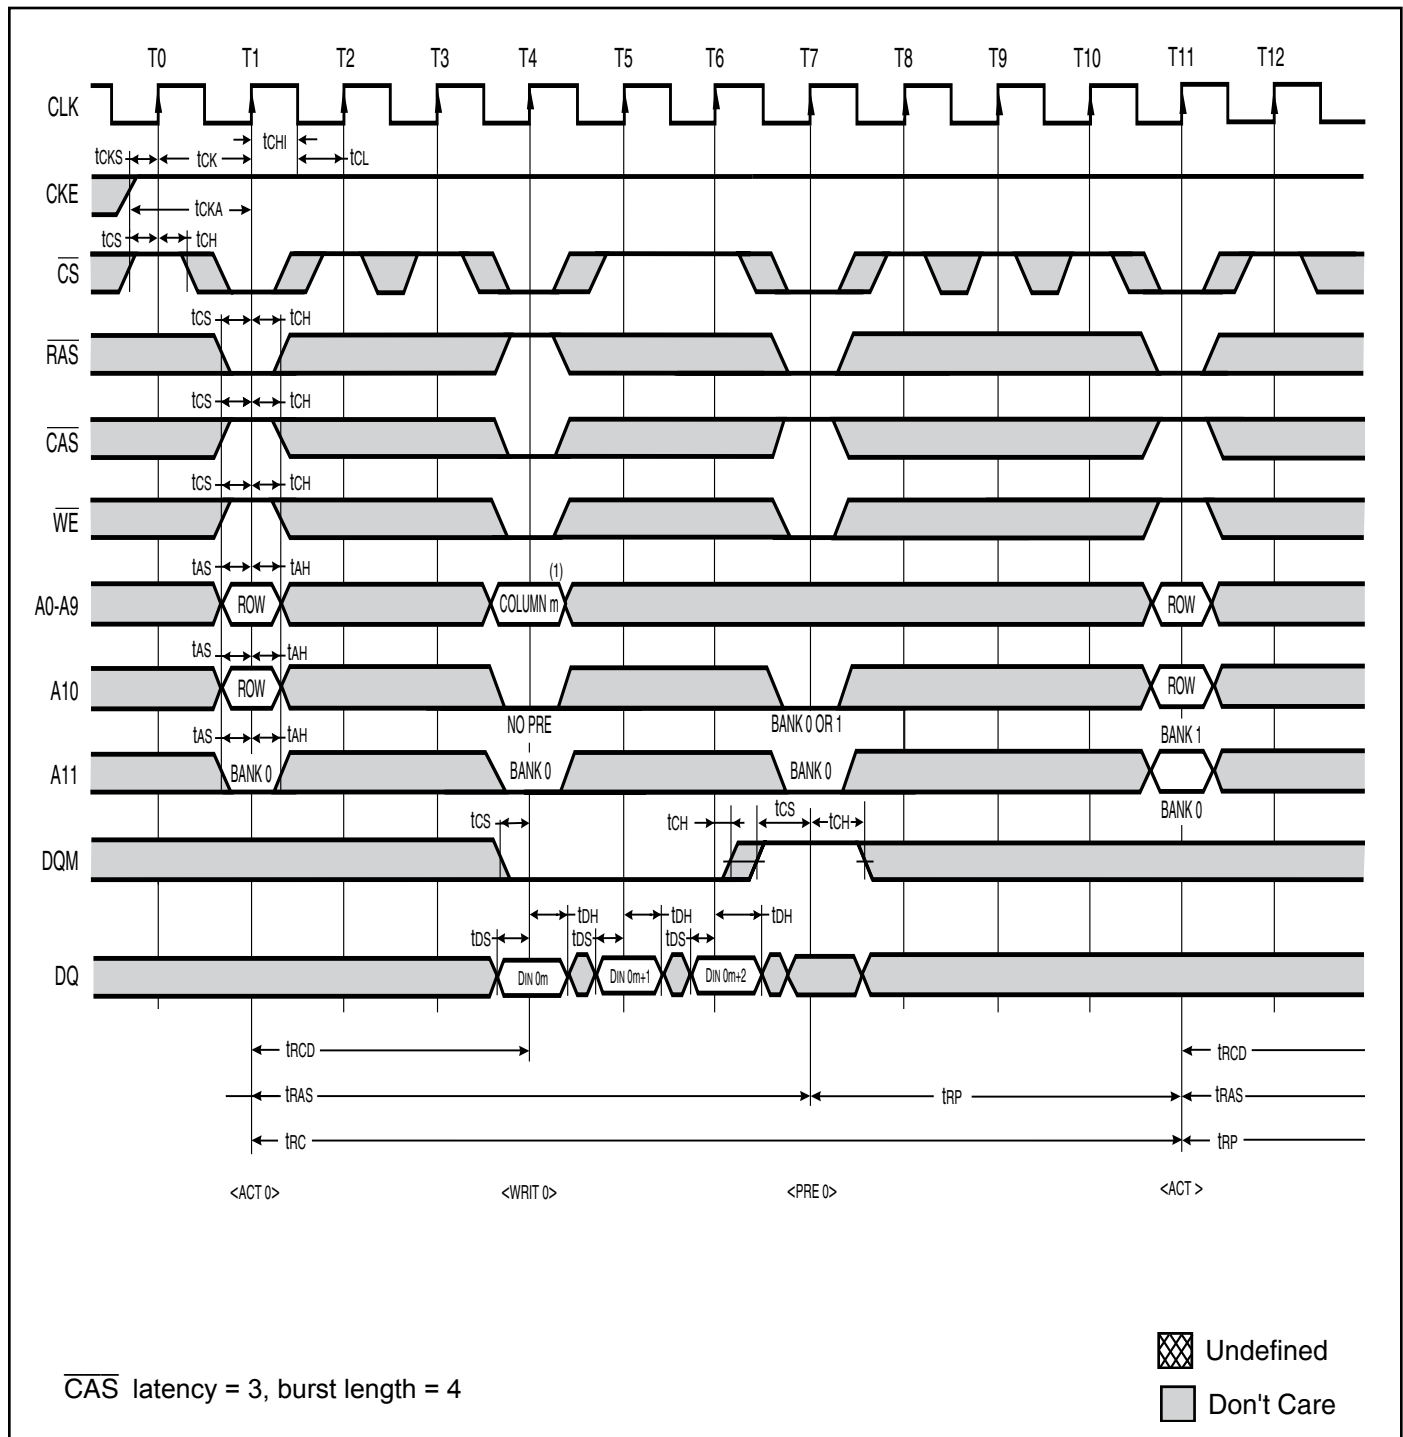 T0 T1 T2 T3 T4 T5 T6 T7 T8 T9 T10 T11 T12
CLK
tCHI
tCKS tCK tCL
CKE
tCKA
tCS tCH
CS
tCS tCH
RAS
tCS tCH
CAS
tCS tCH
WE
tAS tAH (1)
A0-A9 ROW COLUMN m ROW
tAS tAH
A10 ROW ROW
NO PRE BANK 0 OR 1 BANK 1
tAS tAH
A11 BANK 0 BANK 0 BANK 0
BANK 0
tCS tCH tCS tCH
DQM
tDH tDH tDH
tDS tDS tDS
DQ DIN 0m DIN 0m+1 DIN 0m+2
tRCD tRCD
tRAS tRP tRAS
tRC tRP
<ACT 0> <WRIT 0> <PRE 0> <ACT >
Undefined
CAS latency = 3, burst length = 4
Don't Care